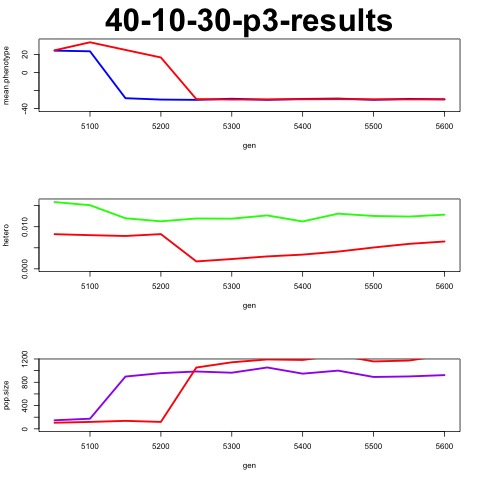 40-10-30-p3-results
mean.phenotype
20
0
-40
5100 5200 5300 5400 5500 5600
gen
hetero
0.010
0.000
5100 5200 5300 5400 5500 5600
gen
pop.size
1200
800
400
0
5100 5200 5300 5400 5500 5600
gen